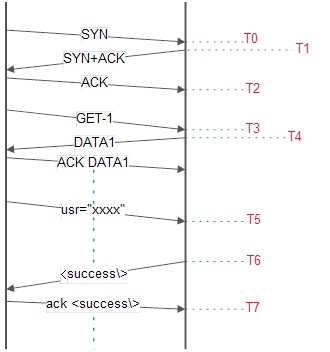 SYN
T0
T1
SYN+ACK
ACK
T2
GET-1
T3
T4
DATA1
ACK DATA1
usr="xxxx"
T5
T6
<success\>
ack <success\>
T7